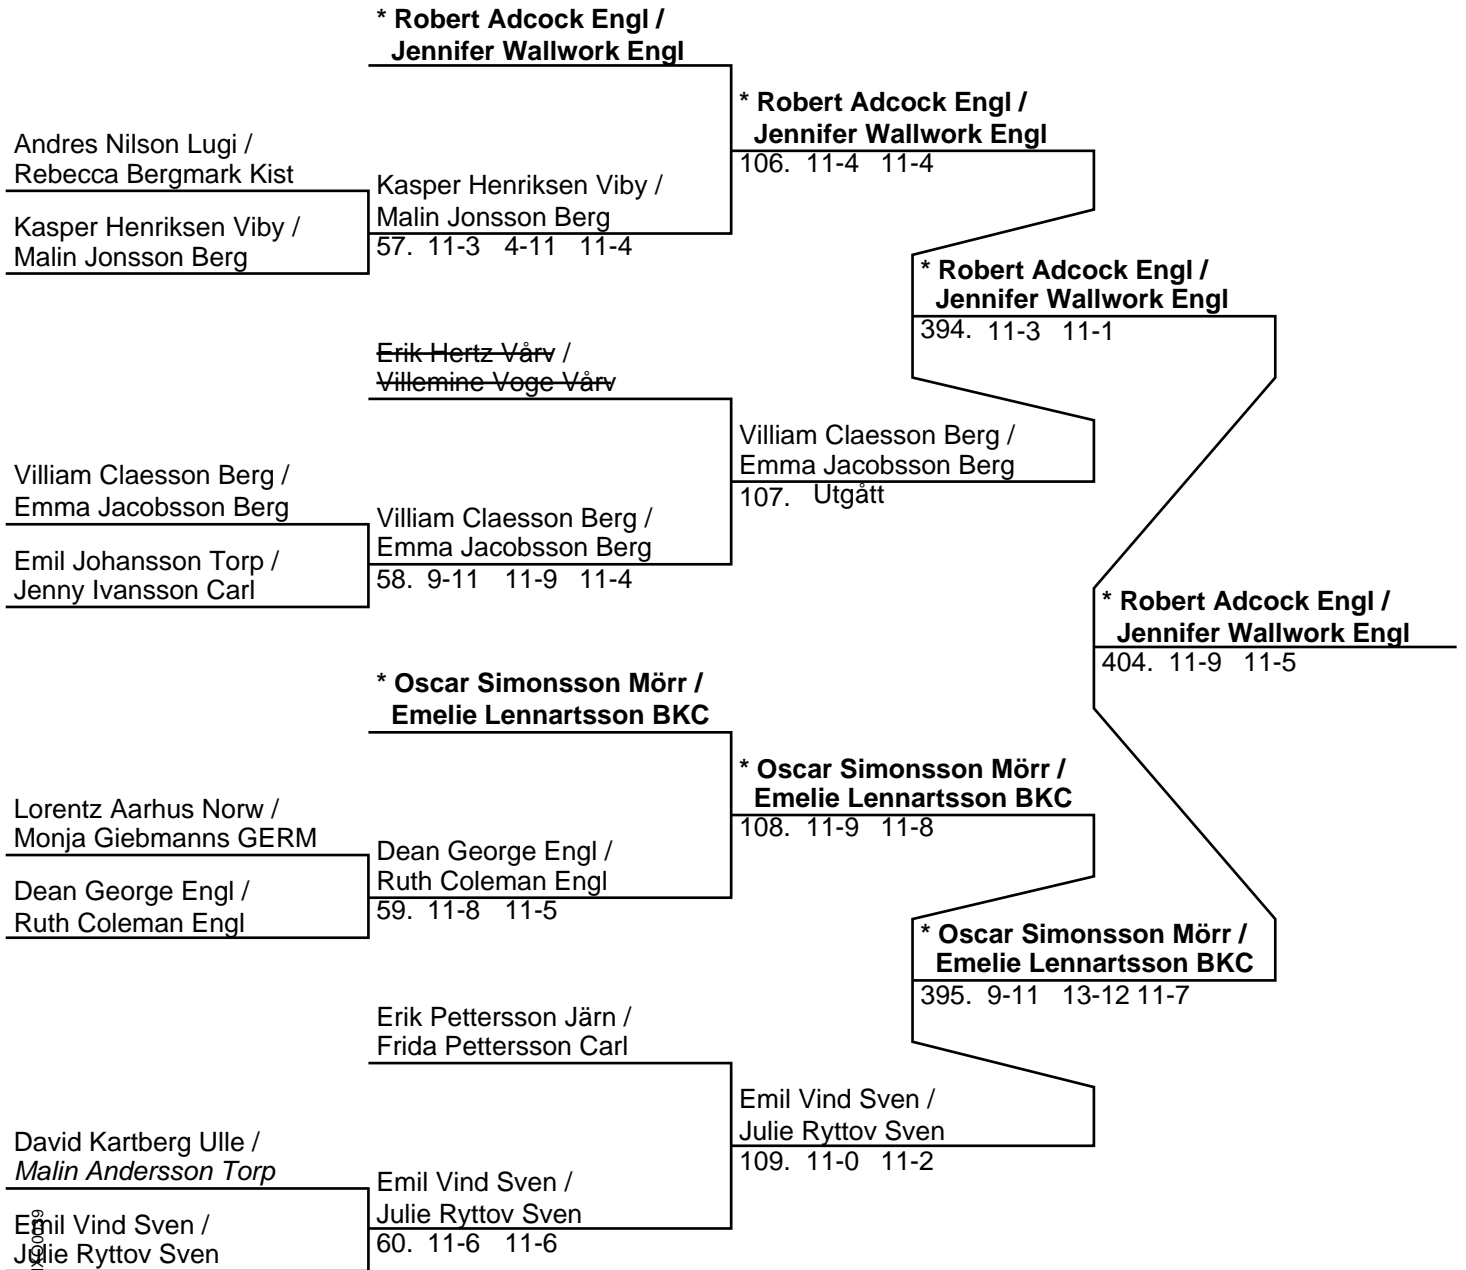 * Robert Adcock Engl /
Jennifer Wallwork Engl
* Robert Adcock Engl /
Jennifer Wallwork Engl
106. 11-4 11-4
Andres Nilson Lugi /
Rebecca Bergmark Kist
Kasper Henriksen Viby /
Malin Jonsson Berg
Kasper Henriksen Viby /
Malin Jonsson Berg
57. 11-3 4-11 11-4
* Robert Adcock Engl /
Jennifer Wallwork Engl
394. 11-3 11-1
Erik Hertz Vårv /
Villemine Voge Vårv
Villiam Claesson Berg /
Emma Jacobsson Berg
107. Utgått
Villiam Claesson Berg /
Emma Jacobsson Berg
Villiam Claesson Berg /
Emma Jacobsson Berg
58. 9-11 11-9 11-4
Emil Johansson Torp /
Jenny Ivansson Carl
* Robert Adcock Engl /
Jennifer Wallwork Engl
404. 11-9 11-5
* Oscar Simonsson Mörr /
Emelie Lennartsson BKC
* Oscar Simonsson Mörr /
Emelie Lennartsson BKC
108. 11-9 11-8
Lorentz Aarhus Norw /
Monja Giebmanns GERM
Dean George Engl /
Ruth Coleman Engl
59. 11-8 11-5
Dean George Engl /
Ruth Coleman Engl
* Oscar Simonsson Mörr /
Emelie Lennartsson BKC
395. 9-11 13-12 11-7
Erik Pettersson Järn /
Frida Pettersson Carl
Emil Vind Sven /
Julie Ryttov Sven
109. 11-0 11-2
David Kartberg Ulle /
Malin Andersson Torp
Emil Vind Sven /
Julie Ryttov Sven
60. 11-6 11-6
Emil Vind Sven /
Julie Ryttov Sven